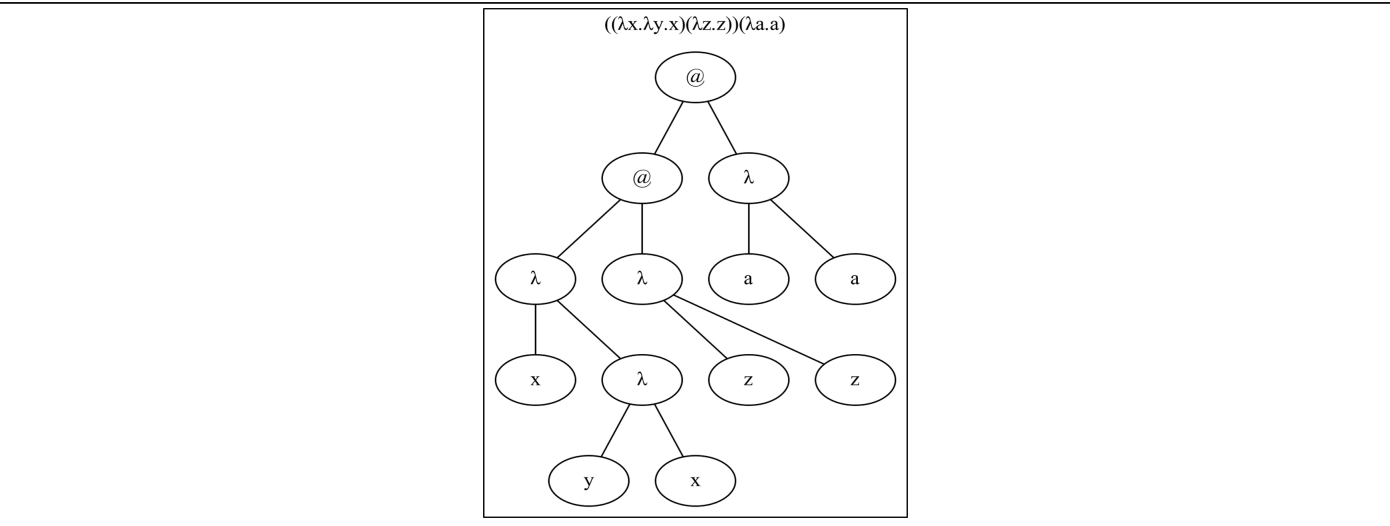 ((λx.λy.x)(λz.z))(λa.a)
@
@ λ
λ λ a a
x λ z z
y x